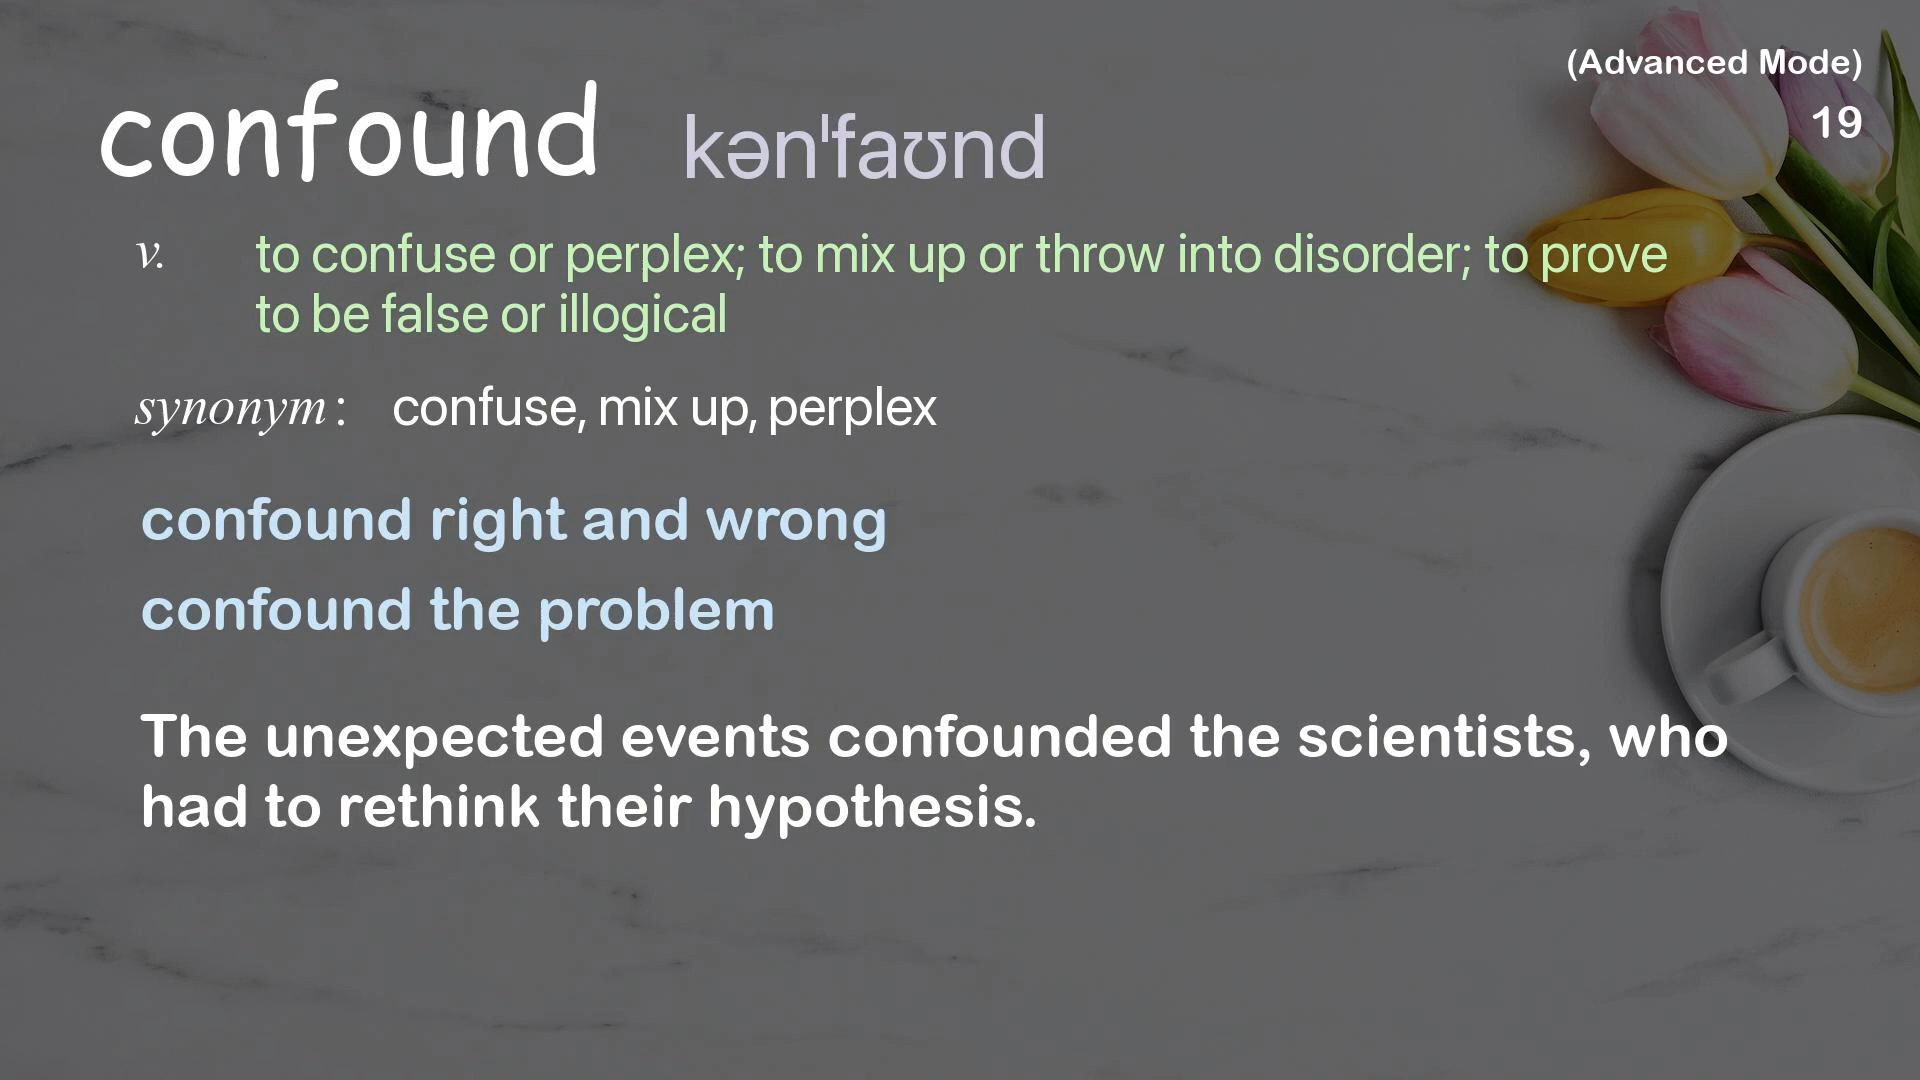 (Advanced Mode)
19
confound kən'faʊnd
v. to confuse or perplex; to mix up or throw into disorder; to prove
to be false or illogical
synonym: confuse, mix up, perplex
confound right and wrong
confound the problem
The unexpected events confounded the scientists, who
had to rethink their hypothesis.